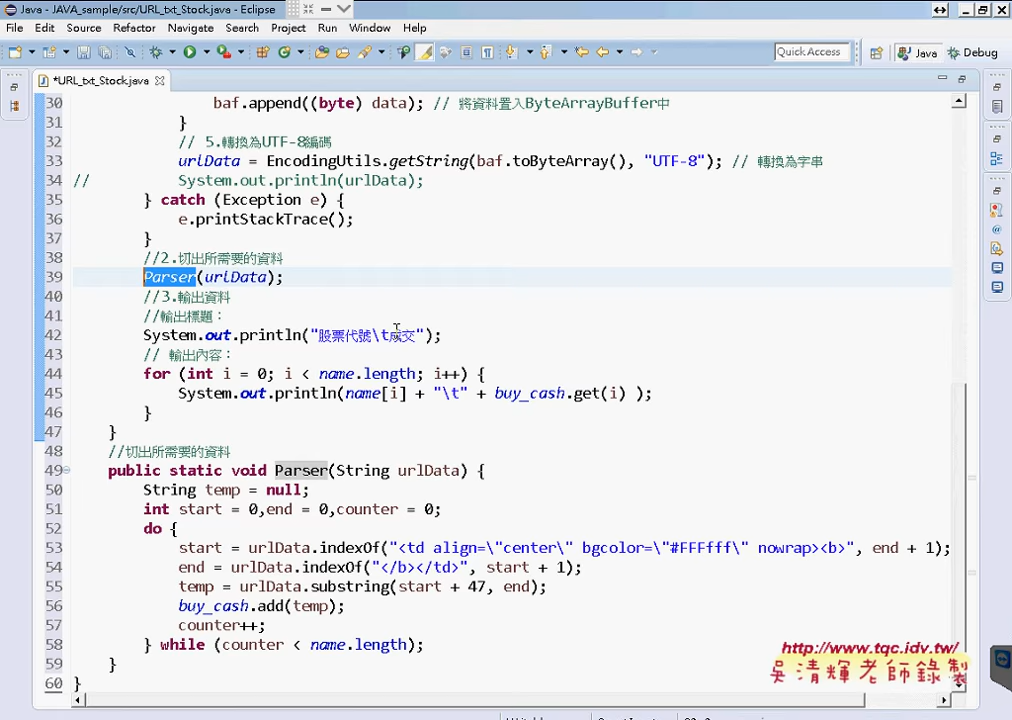 Java - JAVA_sample/src/URL_txt_Stock.java - Eclipse
File Edit Source Refactor Navigate Search Project Run Window Help
Quick Access Java Debug
*URL_txt_Stock.java
30 baf.append((byte) data); // 將資料置入ByteArrayBuffer中
31 }
32 // 5.轉換為UTF-8編碼
33 urlData = EncodingUtils.getString(baf.toByteArray(), "UTF-8"); // 轉換為字串
34 // System.out.println(urlData);
35 } catch (Exception e) {
36 e.printStackTrace();
37 }
38 //2.切出所需要的資料
39 Parser(urlData);
40 //3.輸出資料
41 //輸出標題：
42 System.out.println("股票代號\t成交");
43 // 輸出內容：
44 for (int i = 0; i < name.length; i++) {
45 System.out.println(name[i] + "\t" + buy_cash.get(i) );
46 }
47 }
48 //切出所需要的資料
49 public static void Parser(String urlData) {
50 String temp = null;
51 int start = 0,end = 0,counter = 0;
52 do {
53 start = urlData.indexOf("<td align=\"center\" bgcolor=\"#FFFfff\" nowrap><b>", end + 1);
54 end = urlData.indexOf("</b></td>", start + 1);
55 temp = urlData.substring(start + 47, end);
56 buy_cash.add(temp);
57 counter++;
58 } while (counter < name.length);
59 }
60 }
http://www.tqc.idv.tw/
吳清輝老師錄製